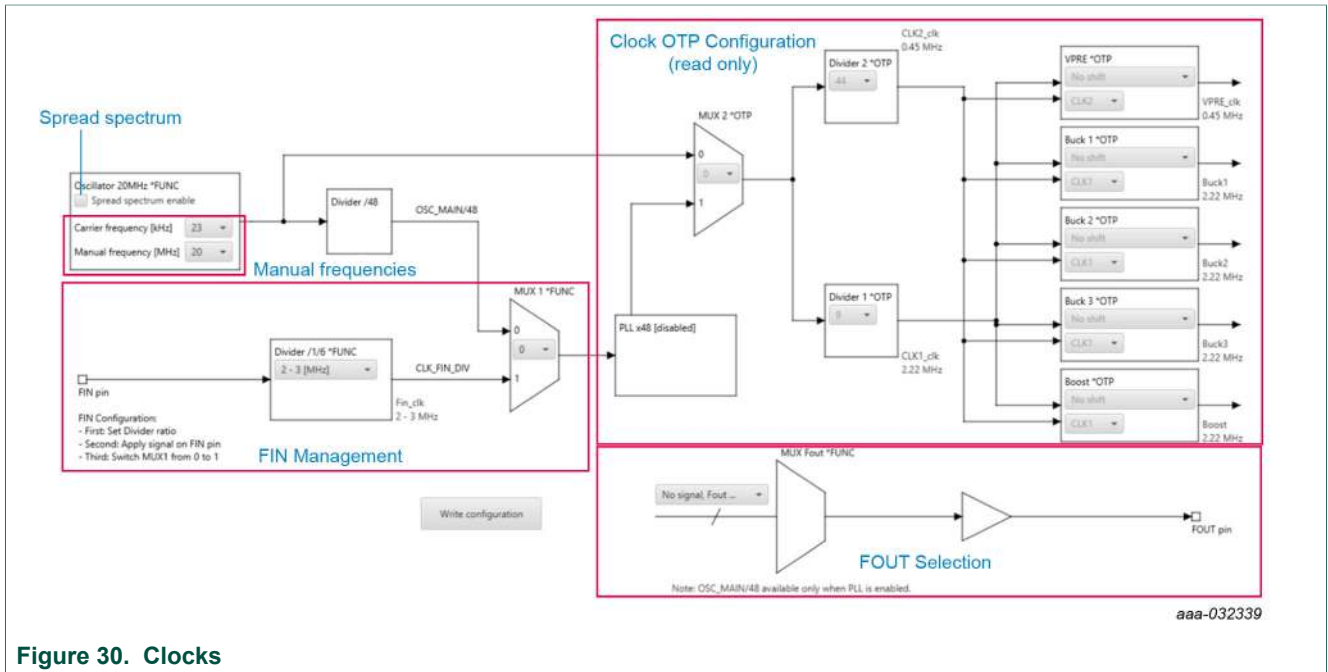 Clock OTP Configuration
(read only)
CLK2_clk
0.45 MHz
Divider 2 *OTP
44
VPRE *OTP
No shift
CLK2
VPRE_clk
0.45 MHz
Spread spectrum
MUX 2 *OTP
0
0
1
Oscillator 20MHz *FUNC
Spread spectrum enable
Carrier frequency [kHz] 23
Manual frequency [MHz] 20
Manual frequencies
Divider /48
OSC_MAIN/48
Buck 1 *OTP
No shift
CLK1
Buck1
2.22 MHz
Buck 2 *OTP
No shift
CLK1
Buck2
2.22 MHz
MUX 1 *FUNC
0
0
1
Divider /1/6 *FUNC
2 - 3 [MHz]
CLK_FIN_DIV
Fin_clk
2 - 3 MHz
FIN pin
FIN Configuration:
- First: Set Divider ratio
- Second: Apply signal on FIN pin
- Third: Switch MUX1 from 0 to 1
FIN Management
PLL x48 [disabled]
Divider 1 *OTP
9
CLK1_clk
2.22 MHz
Buck 3 *OTP
No shift
CLK1
Buck3
2.22 MHz
Boost *OTP
No shift
CLK1
Boost
2.22 MHz
Write configuration
MUX Fout *FUNC
No signal, Fout ...
FOUT pin
FOUT Selection
Note: OSC_MAIN/48 available only when PLL is enabled.
aaa-032339
Figure 30. Clocks